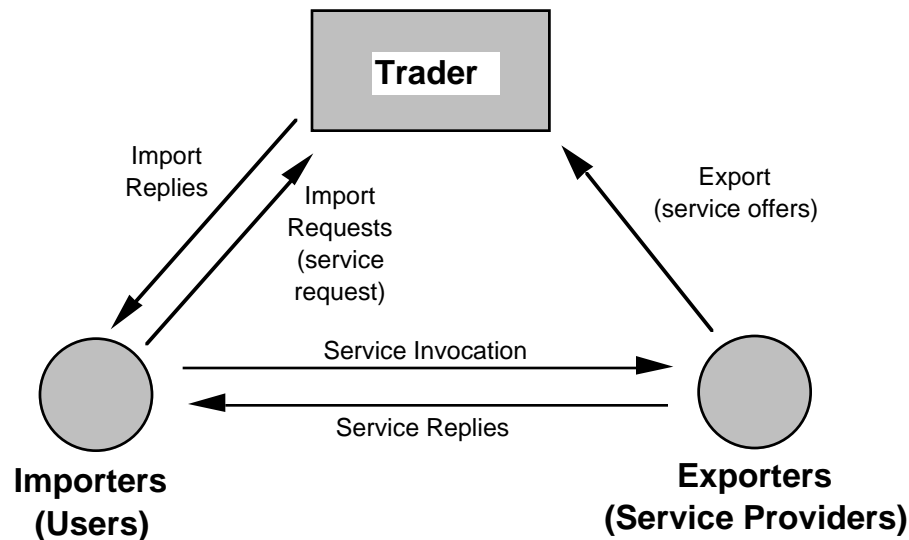 Trader
Import
Replies
Import
Requests
(service
request)
Export
(service offers)
Service Invocation
Service Replies
Importers
(Users)
Exporters
(Service Providers)